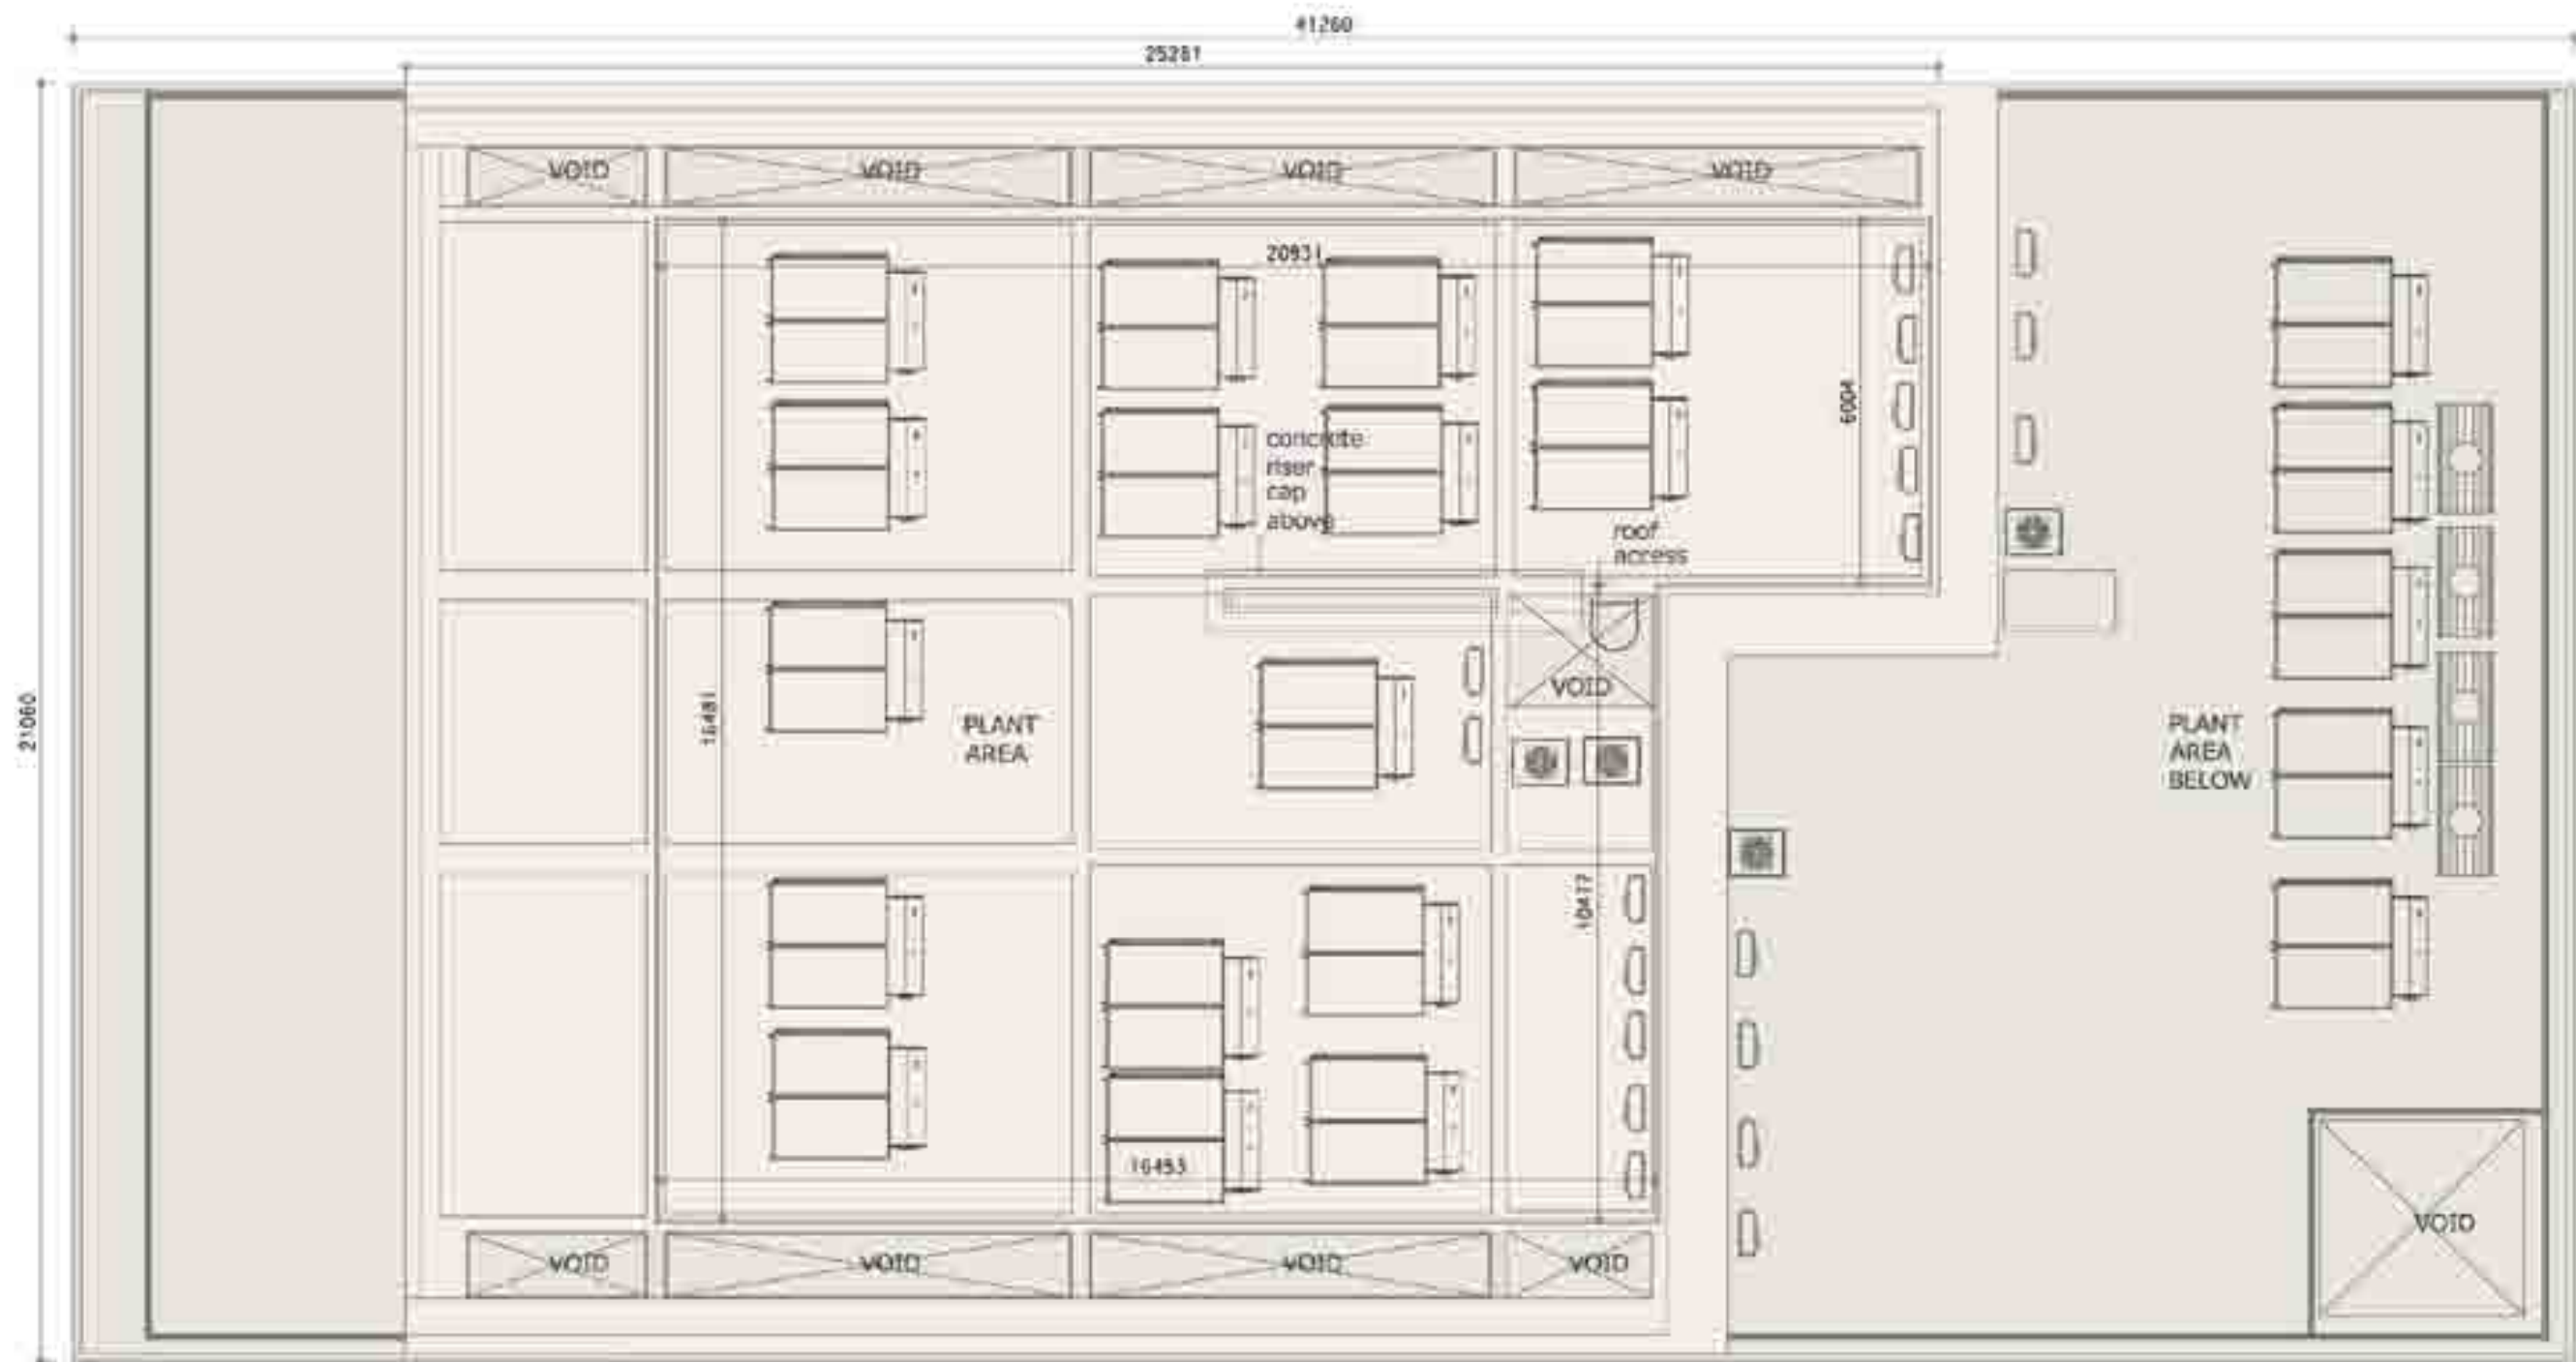 41260
25281
VOID
VOID
VOID
VOID
20931
concrete
riser
cap
above
6004
roof
access
VOID
21060
16481
PLANT
AREA
PLANT
AREA
BELOW
10477
16453
VOID
VOID
VOID
VOID
VOID